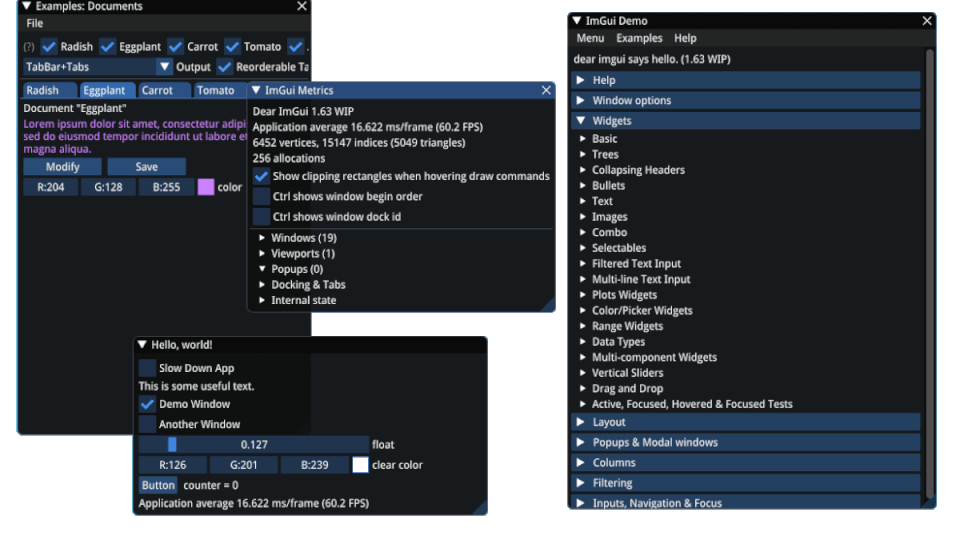 Examples: Documents
File
(?) Radish Eggplant Carrot Tomato
TabBar+Tabs Output Reorderable Ta
Radish Eggplant Carrot Tomato
Document "Eggplant"
Lorem ipsum dolor sit amet, consectetur adipi
sed do eiusmod tempor incididunt ut labore et
magna aliqua.
Modify Save
R:204 G:128 B:255 color
ImGui Metrics
Dear ImGui 1.63 WIP
Application average 16.622 ms/frame (60.2 FPS)
6452 vertices, 15147 indices (5049 triangles)
256 allocations
Show clipping rectangles when hovering draw commands
Ctrl shows window begin order
Ctrl shows window dock id
Windows (19)
Viewports (1)
Popups (0)
Docking & Tabs
Internal state
Hello, world!
Slow Down App
This is some useful text.
Demo Window
Another Window
0.127 float
R:126 G:201 B:239 clear color
Button counter = 0
Application average 16.622 ms/frame (60.2 FPS)
ImGui Demo
Menu Examples Help
dear imgui says hello. (1.63 WIP)
Help
Window options
Widgets
Basic
Trees
Collapsing Headers
Bullets
Text
Images
Combo
Selectables
Filtered Text Input
Multi-line Text Input
Plots Widgets
Color/Picker Widgets
Range Widgets
Data Types
Multi-component Widgets
Vertical Sliders
Drag and Drop
Active, Focused, Hovered & Focused Tests
Layout
Popups & Modal windows
Columns
Filtering
Inputs, Navigation & Focus